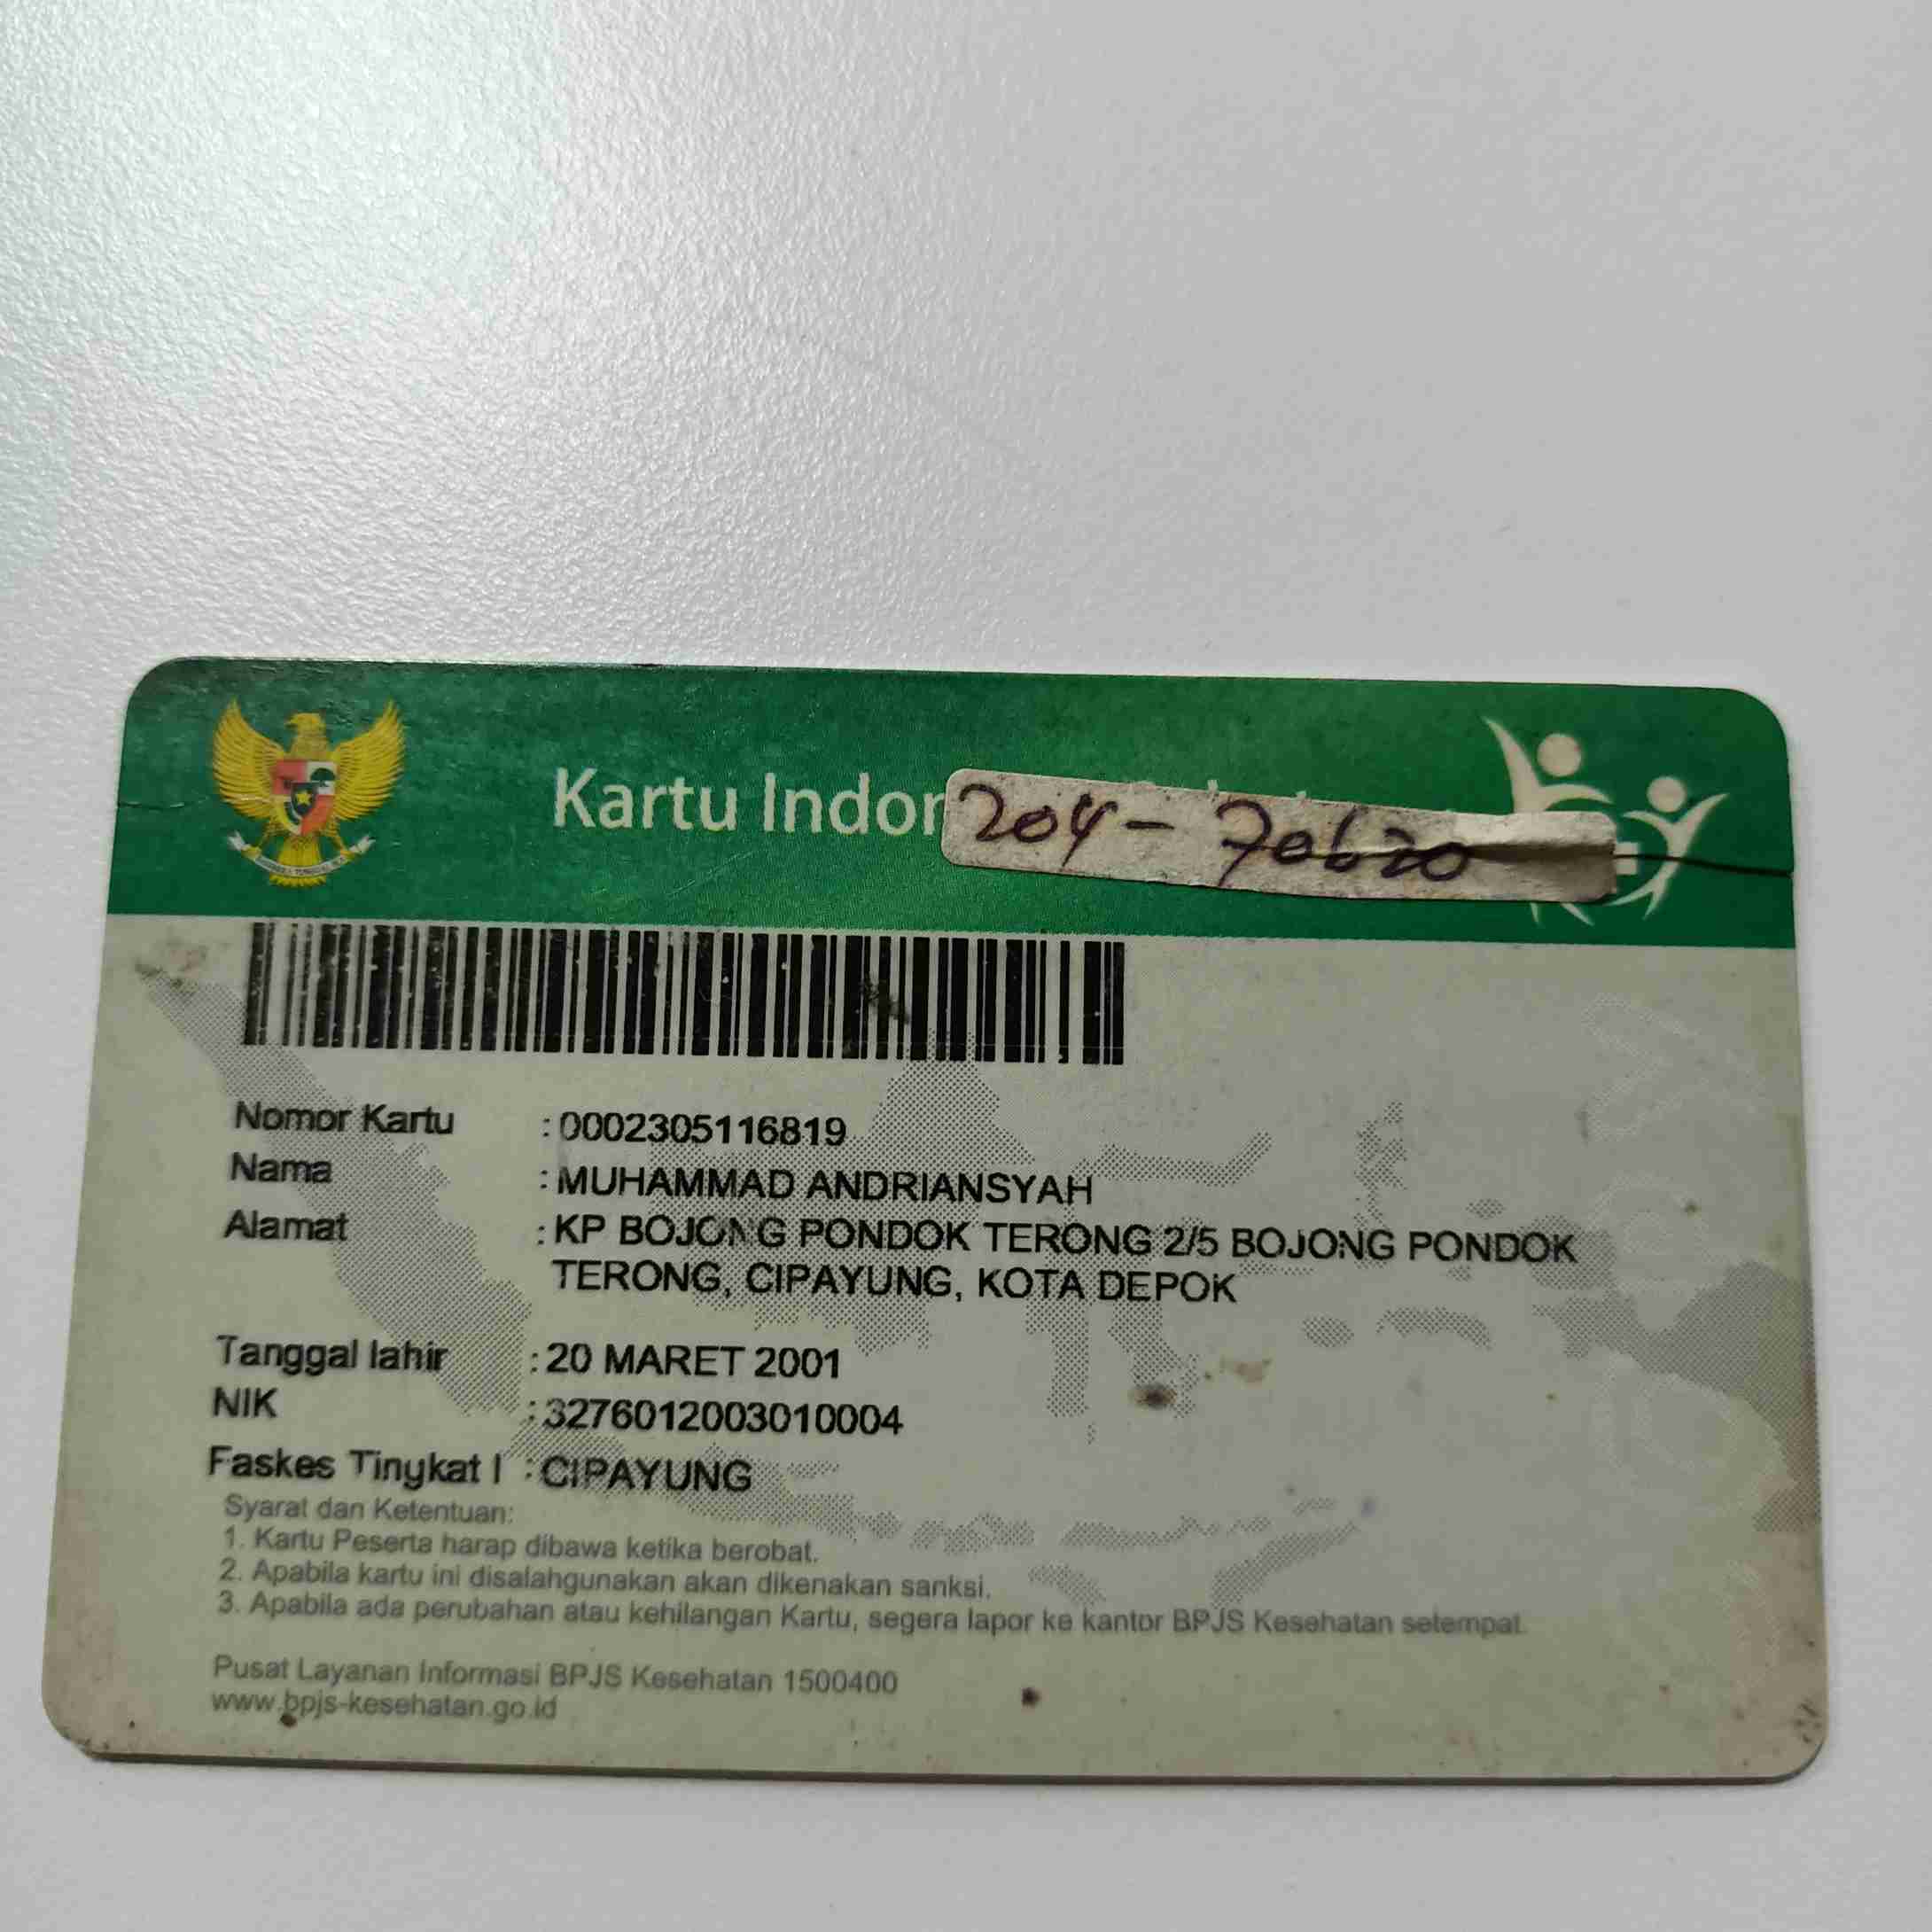 Kartu Indon
204 - 70620
Nomor Kartu : 0002305116819
Nama : MUHAMMAD ANDRIANSYAH
Alamat : KP BOJONG PONDOK TERONG 2/5 BOJONG PONDOK
TERONG, CIPAYUNG, KOTA DEPOK
Tanggal lahir : 20 MARET 2001
NIK : 3276012003010004
Faskes Tingkat I : CIPAYUNG
Syarat dan Ketentuan:
1. Kartu Peserta harap dibawa ketika berobat.
2. Apabila kartu ini disalahgunakan akan dikenakan sanksi.
3. Apabila ada perubahan atau kehilangan Kartu, segera lapor ke kantor BPJS Kesehatan setempat.
Pusat Layanan Informasi BPJS Kesehatan 1500400
www.bpjs-kesehatan.go.id